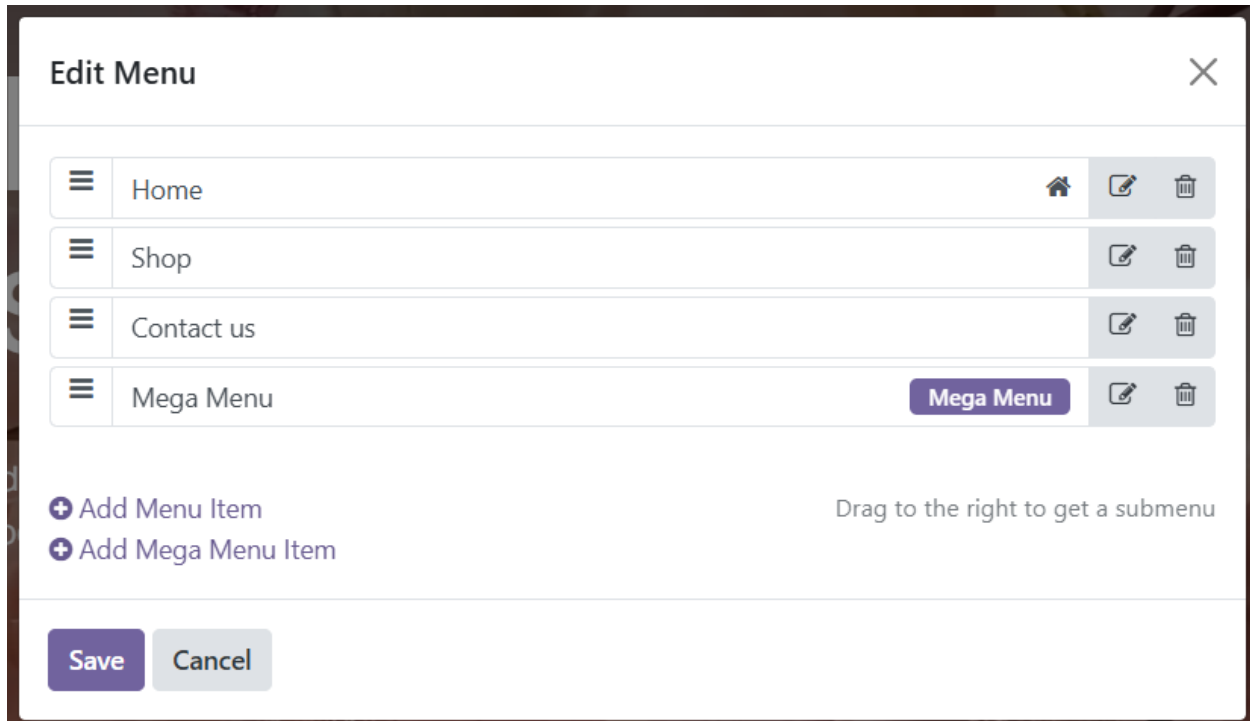 Edit Menu
Home
Shop
Contact us
Mega Menu Mega Menu
Add Menu Item Drag to the right to get a submenu
Add Mega Menu Item
Save Cancel